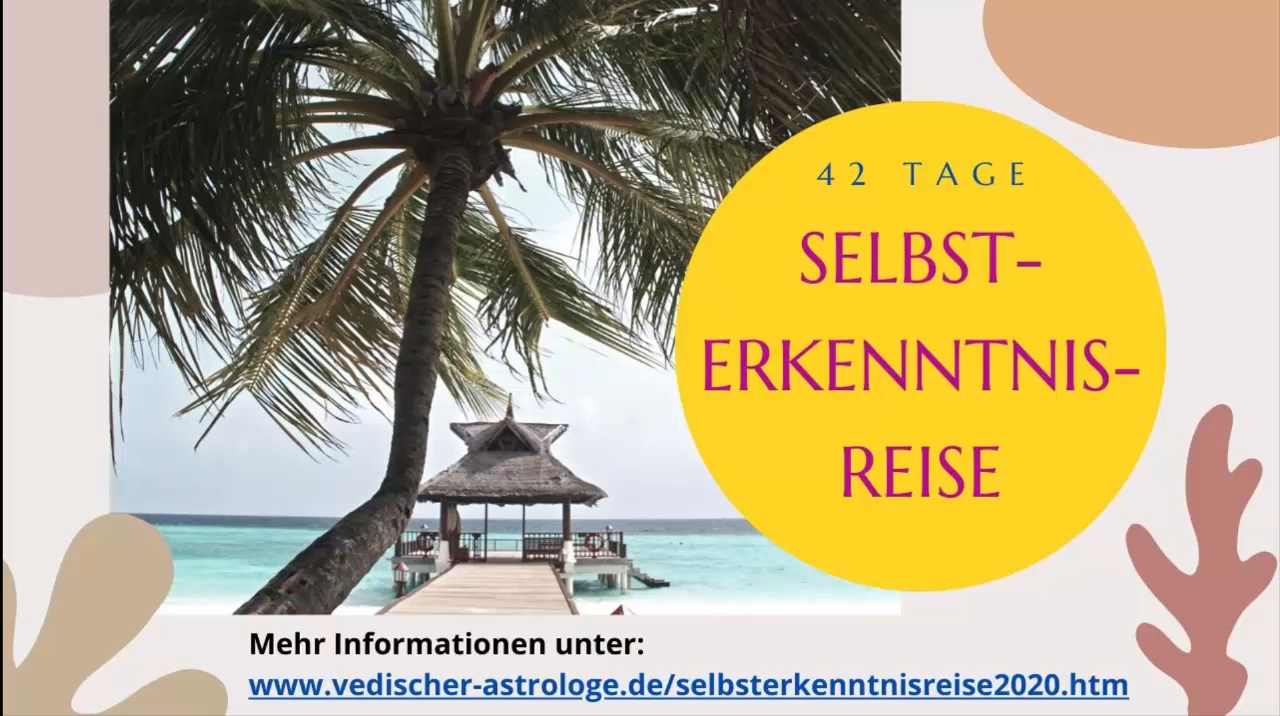 42 TAGE
SELBST-
ERKENNTNIS-
REISE
Mehr Informationen unter:
www.vedischer-astrologe.de/selbsterkenntnisreise2020.htm